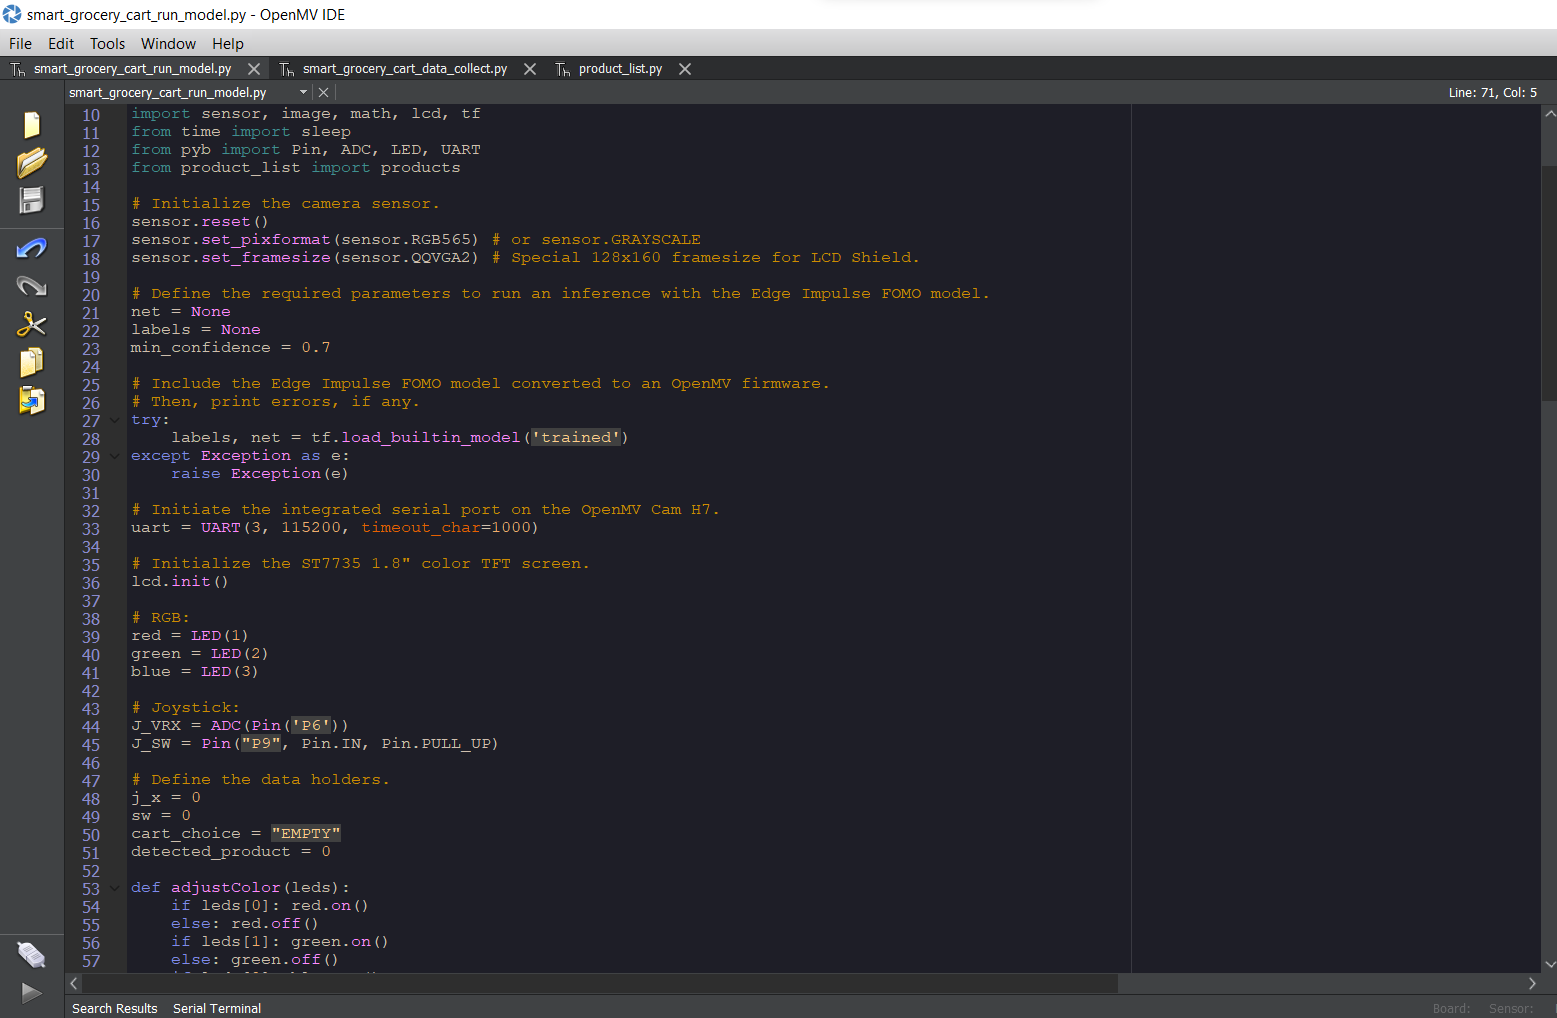 smart_grocery_cart_run_model.py - OpenMV IDE
File Edit Tools Window Help
smart_grocery_cart_run_model.py smart_grocery_cart_data_collect.py product_list.py
smart_grocery_cart_run_model.py Line: 71, Col: 5
10 import sensor, image, math, lcd, tf
11 from time import sleep
12 from pyb import Pin, ADC, LED, UART
13 from product_list import products
14
15 # Initialize the camera sensor.
16 sensor.reset()
17 sensor.set_pixformat(sensor.RGB565) # or sensor.GRAYSCALE
18 sensor.set_framesize(sensor.QQVGA2) # Special 128x160 framesize for LCD Shield.
19
20 # Define the required parameters to run an inference with the Edge Impulse FOMO model.
21 net = None
22 labels = None
23 min_confidence = 0.7
24
25 # Include the Edge Impulse FOMO model converted to an OpenMV firmware.
26 # Then, print errors, if any.
27 try:
28     labels, net = tf.load_builtin_model('trained')
29 except Exception as e:
30     raise Exception(e)
31
32 # Initiate the integrated serial port on the OpenMV Cam H7.
33 uart = UART(3, 115200, timeout_char=1000)
34
35 # Initialize the ST7735 1.8" color TFT screen.
36 lcd.init()
37
38 # RGB:
39 red = LED(1)
40 green = LED(2)
41 blue = LED(3)
42
43 # Joystick:
44 J_VRX = ADC(Pin('P6'))
45 J_SW = Pin("P9", Pin.IN, Pin.PULL_UP)
46
47 # Define the data holders.
48 j_x = 0
49 sw = 0
50 cart_choice = "EMPTY"
51 detected_product = 0
52
53 def adjustColor(leds):
54     if leds[0]: red.on()
55     else: red.off()
56     if leds[1]: green.on()
57     else: green.off()
Search Results Serial Terminal Board: Sensor: